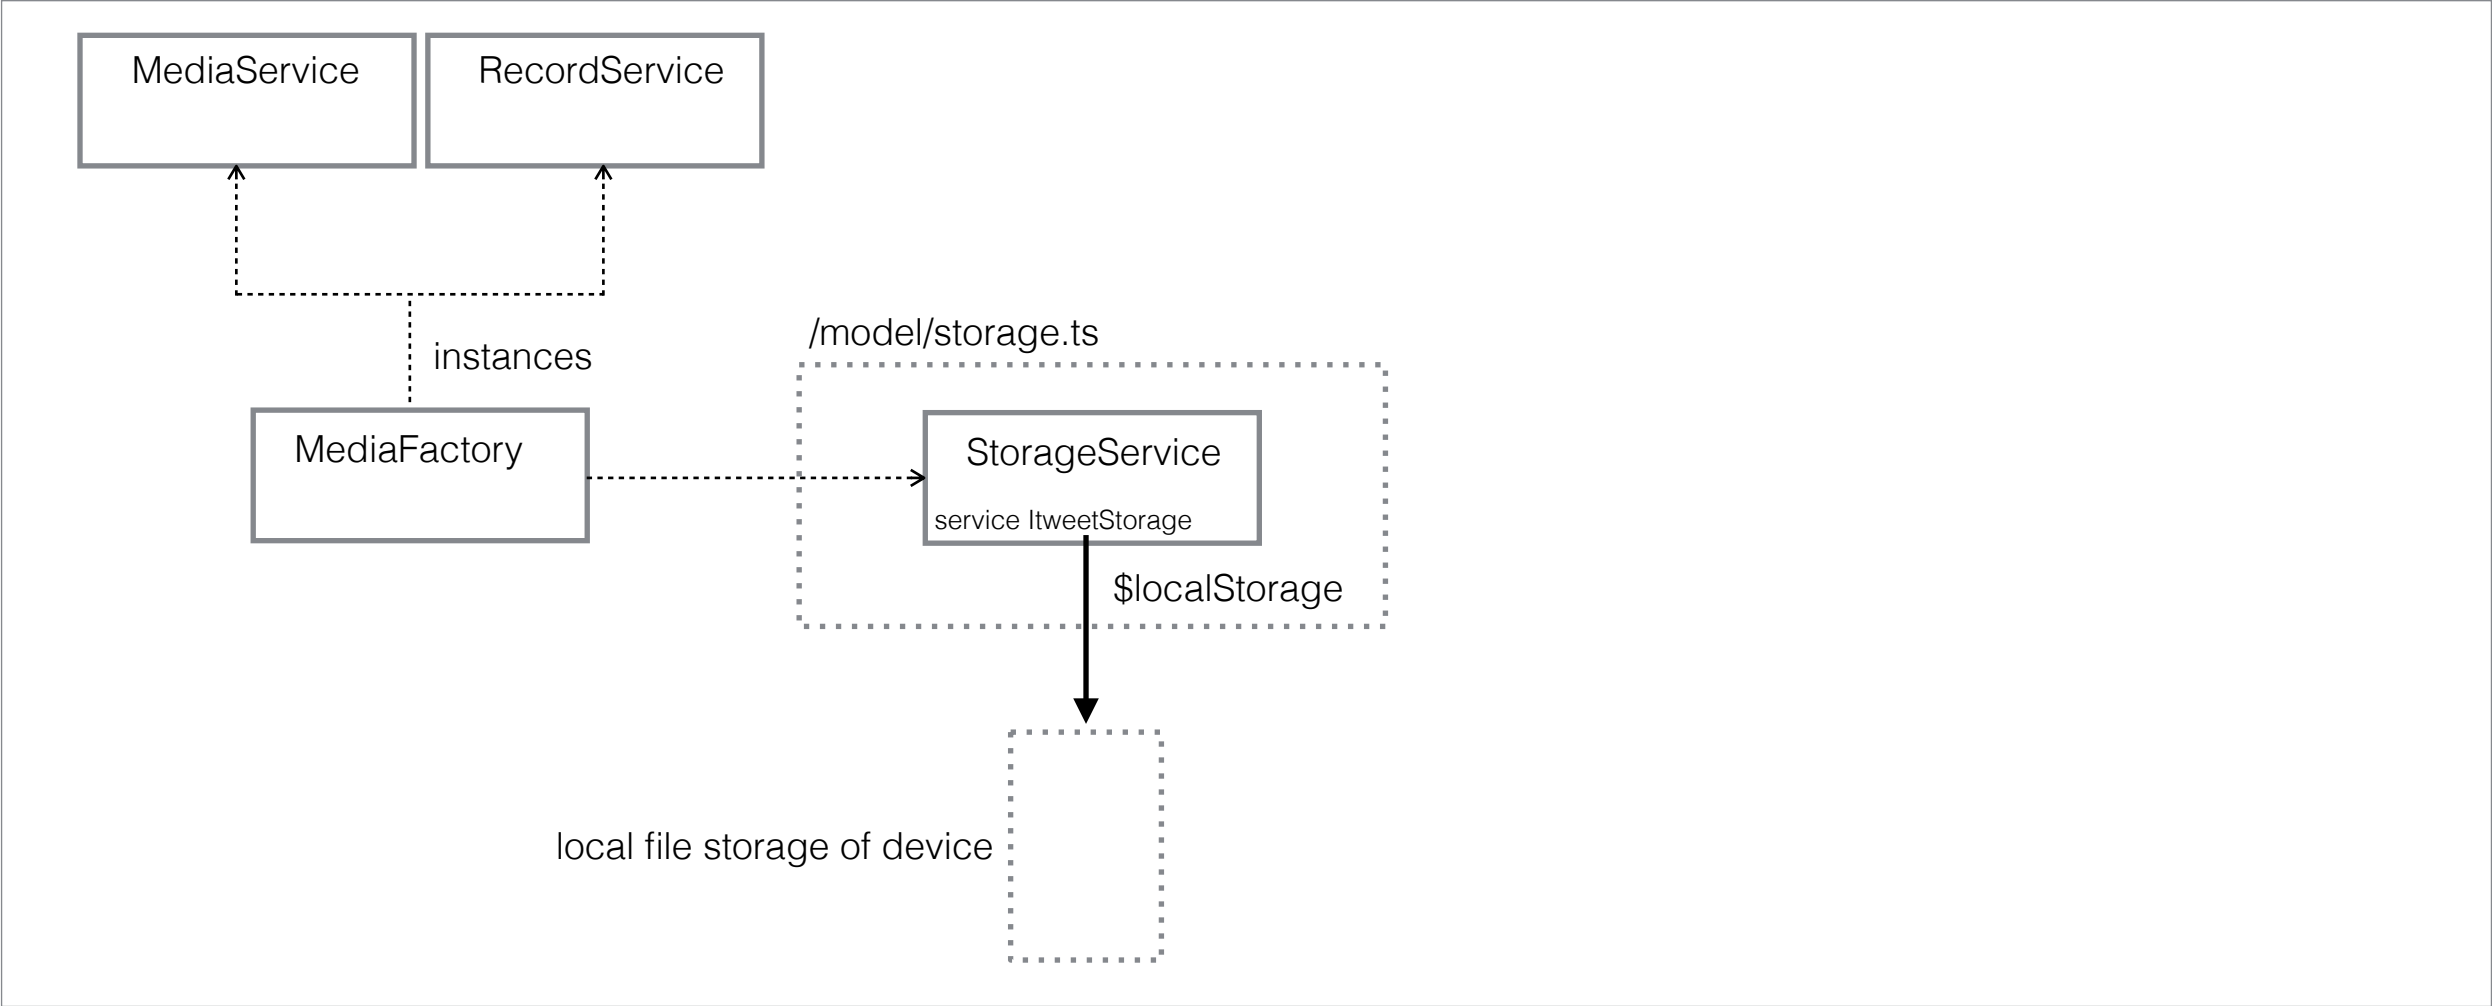 MediaService
RecordService
instances
/model/storage.ts
MediaFactory
StorageService
service ItweetStorage
$localStorage
local file storage of device